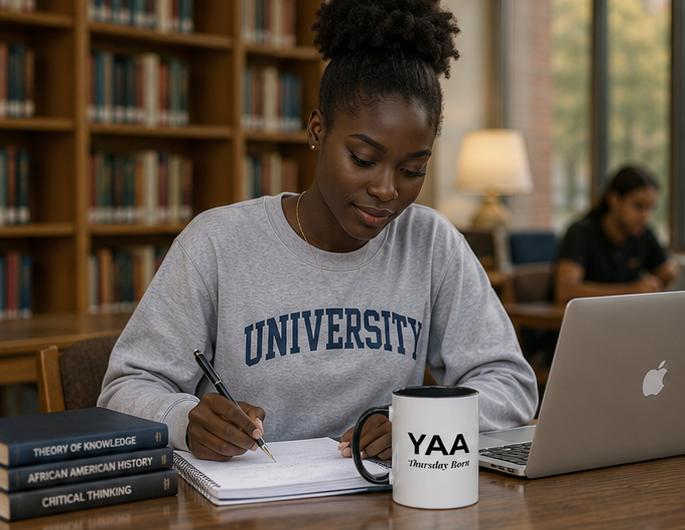 UNIVERSITY
THEORY OF KNOWLEDGE
AFRICAN AMERICAN HISTORY
CRITICAL THINKING
YAA
Thursday Born